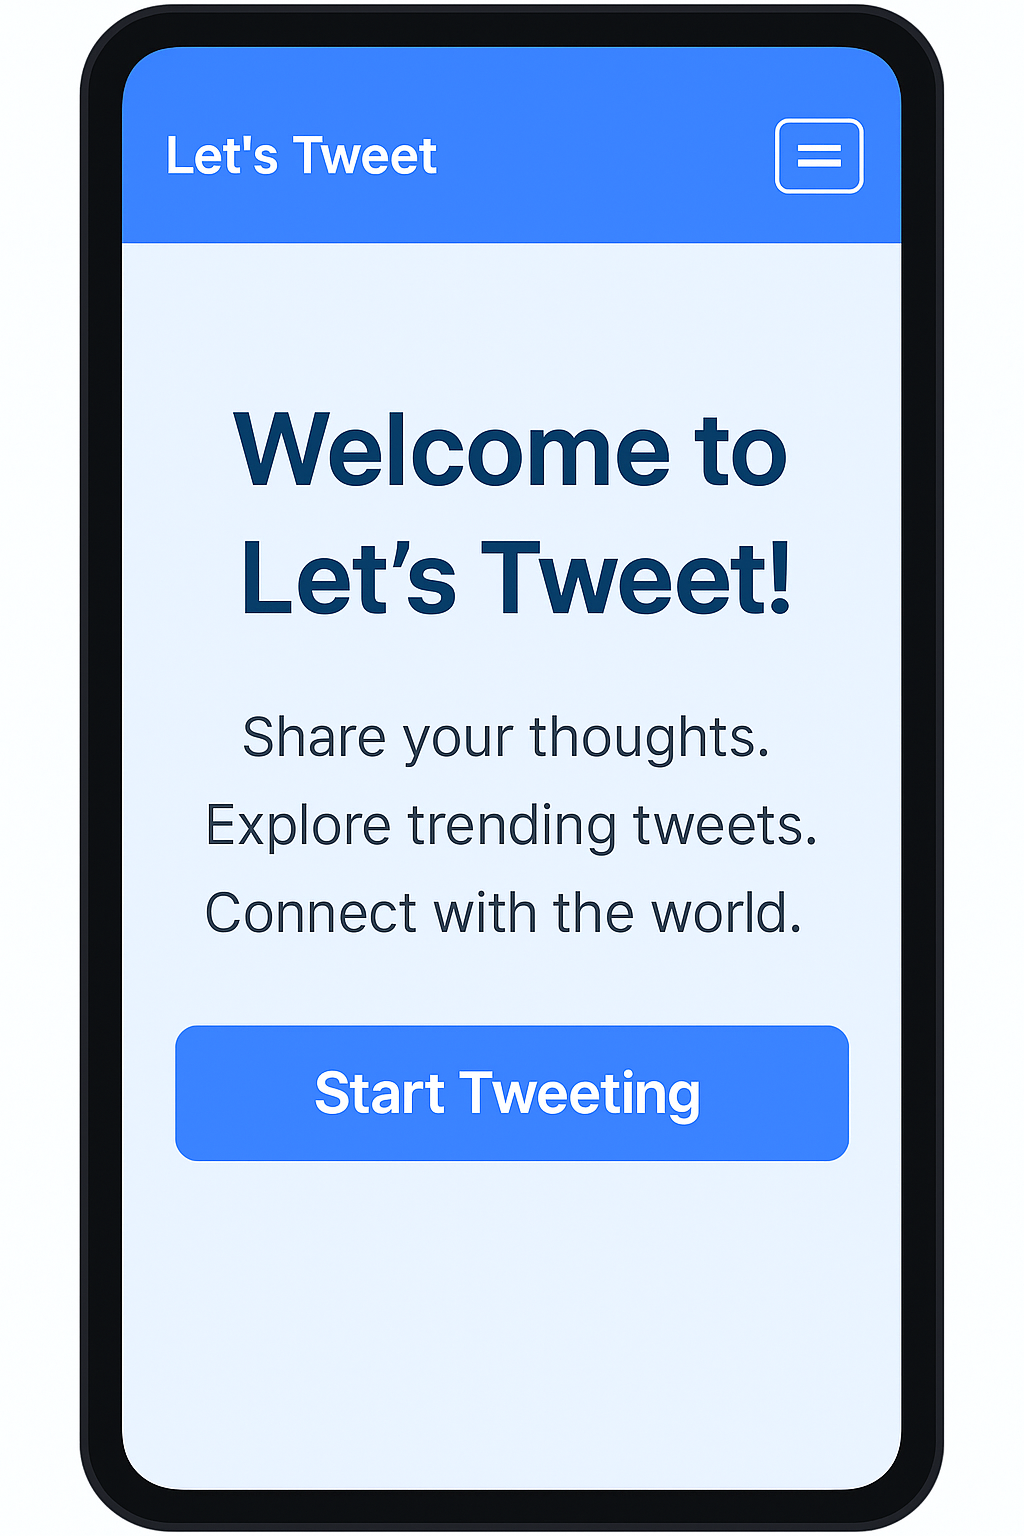 Let's Tweet
Welcome to
Let’s Tweet!
Share your thoughts.
Explore trending tweets.
Connect with the world.
Start Tweeting